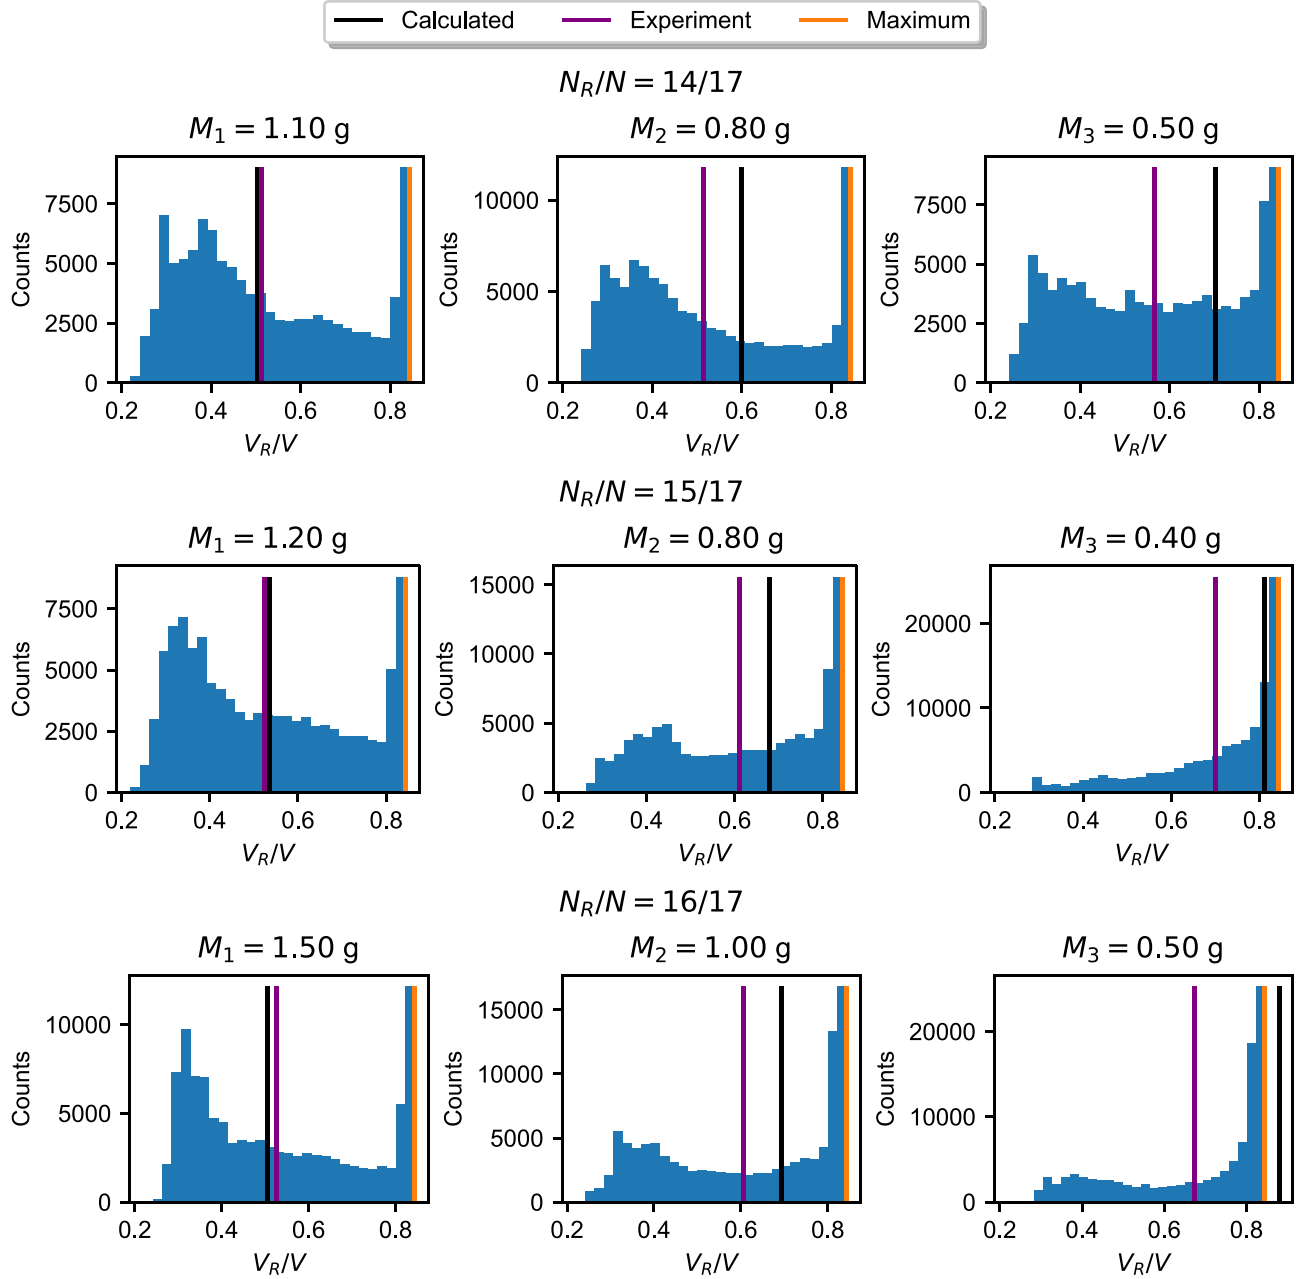 Calculated Experiment Maximum
N_R/N = 14/17
M_1 = 1.10 g M_2 = 0.80 g M_3 = 0.50 g
Counts 0 2500 5000 7500
0.2 0.4 0.6 0.8
V_R/V
Counts 0 5000 10000
0.2 0.4 0.6 0.8
V_R/V
Counts 0 2500 5000 7500
0.2 0.4 0.6 0.8
V_R/V
N_R/N = 15/17
M_1 = 1.20 g M_2 = 0.80 g M_3 = 0.40 g
Counts 0 2500 5000 7500
0.2 0.4 0.6 0.8
V_R/V
Counts 0 5000 10000 15000
0.2 0.4 0.6 0.8
V_R/V
Counts 0 10000 20000
0.2 0.4 0.6 0.8
V_R/V
N_R/N = 16/17
M_1 = 1.50 g M_2 = 1.00 g M_3 = 0.50 g
Counts 0 5000 10000
0.2 0.4 0.6 0.8
V_R/V
Counts 0 5000 10000 15000
0.2 0.4 0.6 0.8
V_R/V
Counts 0 10000 20000
0.2 0.4 0.6 0.8
V_R/V